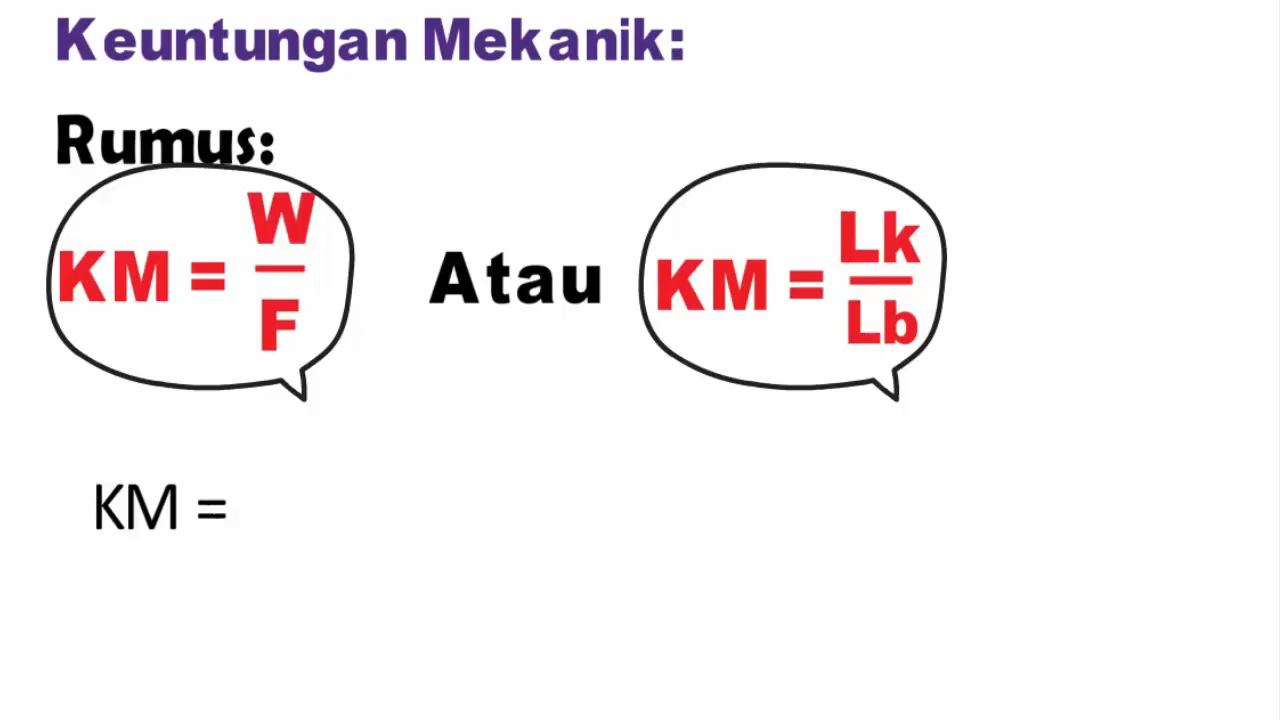 Keuntungan Mekanik:
Rumus:
KM = W/F Atau KM = Lk/Lb
KM =